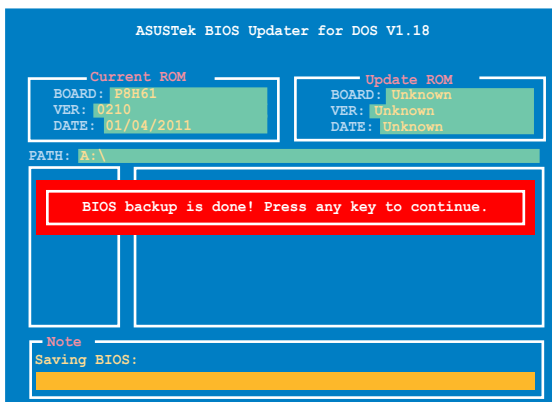 ASUSTek BIOS Updater for DOS V1.18
Current ROM
BOARD: P8H61
VER: 0210
DATE: 01/04/2011
Update ROM
BOARD: Unknown
VER: Unknown
DATE: Unknown
PATH: A:\
BIOS backup is done! Press any key to continue.
Note
Saving BIOS: